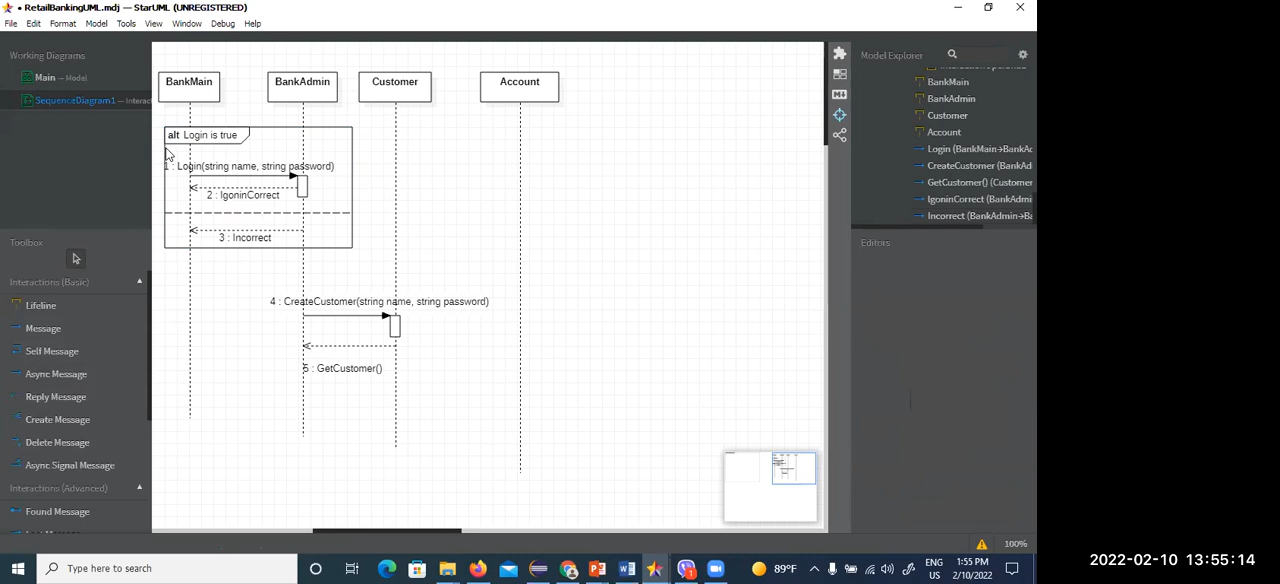 • RetailBankingUML.mdj — StarUML (UNREGISTERED)
File Edit Format Model Tools View Window Debug Help
Working Diagrams
Main — Model
SequenceDiagram1 — Interac
Toolbox
Interactions (Basic)
Lifeline
Message
Self Message
Async Message
Reply Message
Create Message
Delete Message
Async Signal Message
Interactions (Advanced)
Found Message
BankMain BankAdmin Customer Account
alt Login is true
1 : Login(string name, string password)
2 : IgoninCorrect
3 : Incorrect
4 : CreateCustomer(string name, string password)
5 : GetCustomer()
Model Explorer
BankMain
BankAdmin
Customer
Account
Login (BankMain→BankAc
CreateCustomer (BankAd
GetCustomer() (Customer
IgoninCorrect (BankAdmi
Incorrect (BankAdmin→Ba
Editors
100%
Type here to search
1
89°F
ENG
US
1:55 PM
2/10/2022
2022-02-10 13:55:14